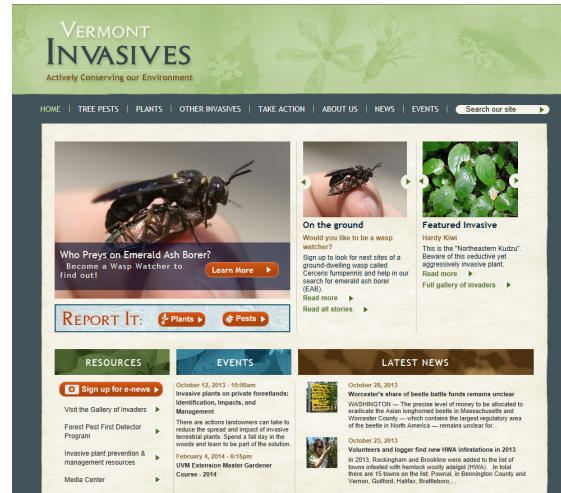 VERMONT
INVASIVES
Actively Conserving our Environment
HOME | TREE PESTS | PLANTS | OTHER INVASIVES | TAKE ACTION | ABOUT US | NEWS | EVENTS | Search our site
Who Preys on Emerald Ash Borer?
Become a Wasp Watcher to
find out!
Learn More
REPORT IT:
Plants
Pests
On the ground
Would you like to be a wasp
watcher?
Sign up to look for nest sites of a
ground-dwelling wasp called
Cerceris fumipennis and help in our
search for emerald ash borer
(EAB).
Read more
Read all stories
Featured Invasive
Hardy Kiwi
This is the "Northeastern Kudzu".
Beware of this seductive yet
aggressively invasive plant.
Read more
Full gallery of invaders
RESOURCES
Sign up for e-news
Visit the Gallery of Invaders
Forest Pest First Detector
Program
Invasive plant prevention &
management resources
Media Center
EVENTS
October 12, 2013 - 10:00am
Invasive plants on private forestlands:
Identification, Impacts, and
Management
There are actions landowners can take to
reduce the spread and impact of invasive
terrestrial plants. Spend a fall day in the
woods and learn to be part of the solution.
February 4, 2014 - 6:15pm
UVM Extension Master Gardener
Course - 2014
LATEST NEWS
October 28, 2013
Worcester's share of beetle battle funds remains unclear
WASHINGTON — The precise level of money to be allocated to
eradicate the Asian longhorned beetle in Massachusetts and
Worcester County — which contains the largest regulatory area
of the beetle in North America — remains unclear for...
October 23, 2013
Volunteers and logger find new HWA infestations in 2013
In 2013, Rockingham and Brookline were added to the list of
towns infested with hemlock woolly adelgid (HWA). In total
there are 15 towns on the list; Pownal, in Bennington County and
Vernon, Guilford, Halifax, Brattleboro,...